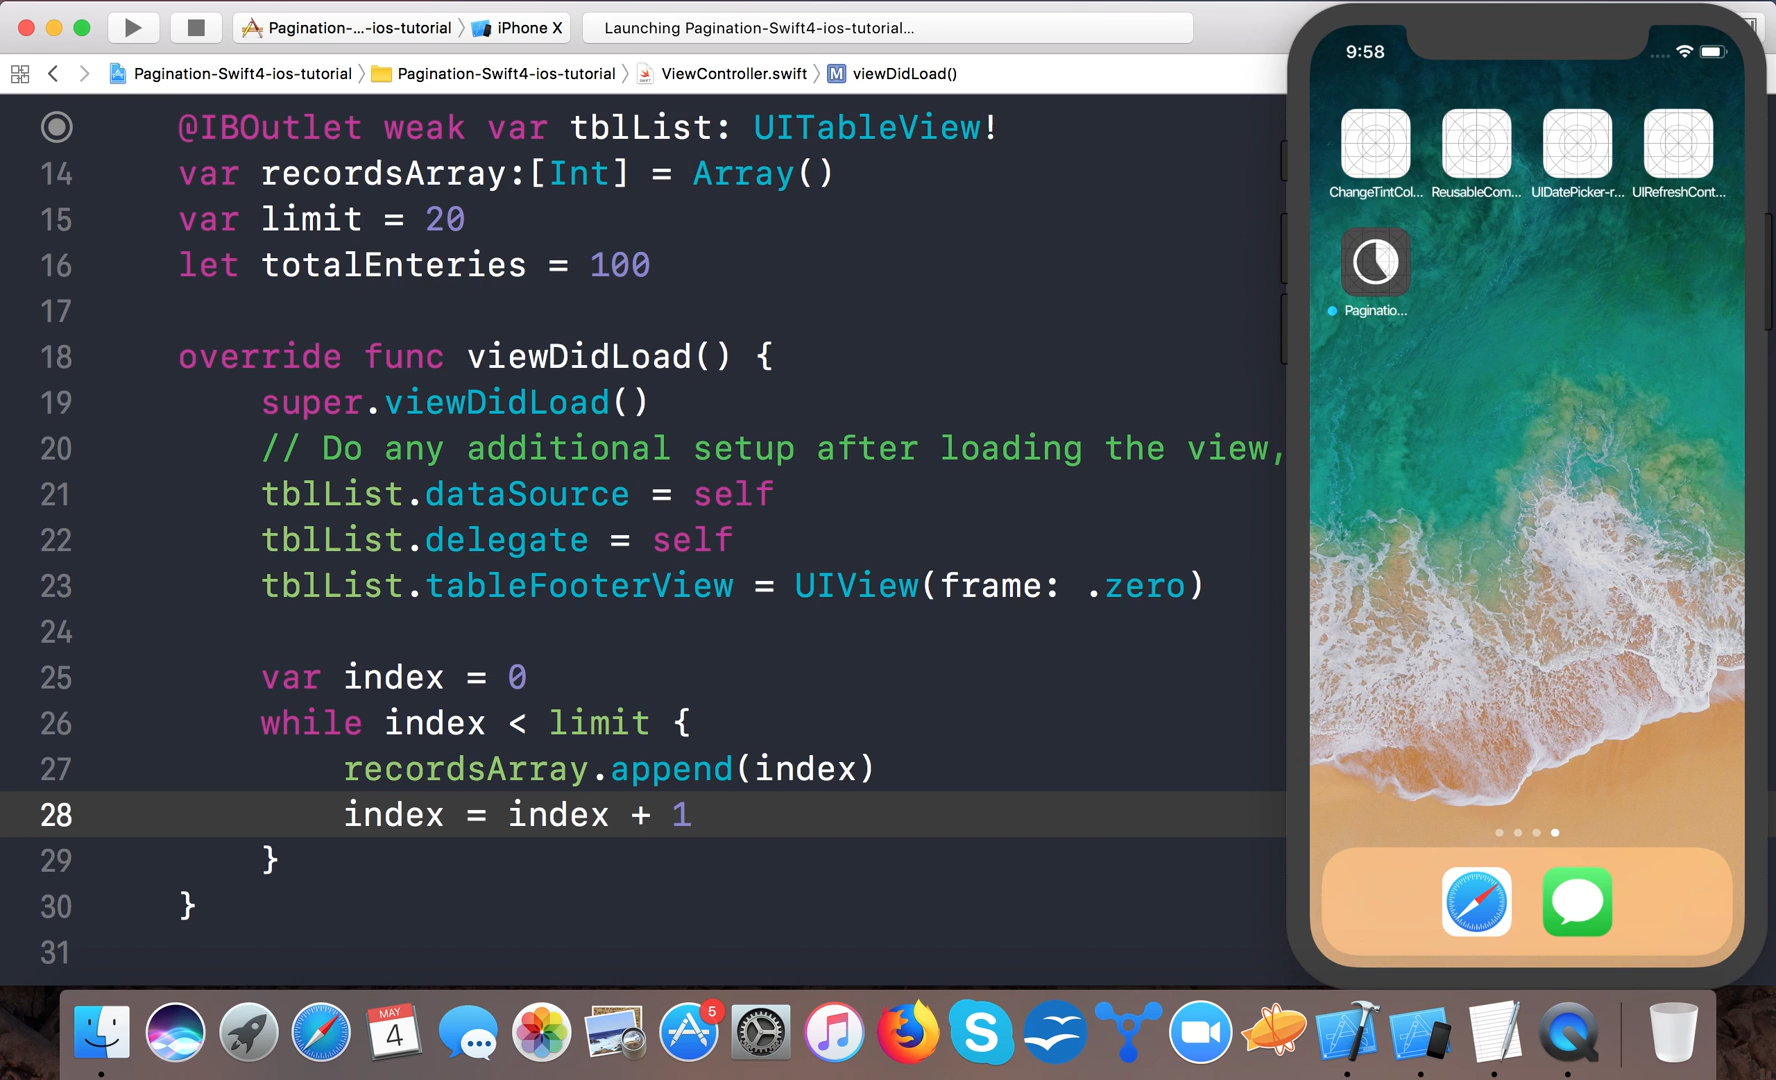 Pagination-...-ios-tutorial
iPhone X
Launching Pagination-Swift4-ios-tutorial...
Pagination-Swift4-ios-tutorial
Pagination-Swift4-ios-tutorial
ViewController.swift
M viewDidLoad()
@IBOutlet weak var tblList: UITableView!
14 var recordsArray:[Int] = Array()
15 var limit = 20
16 let totalEnteries = 100
17
18 override func viewDidLoad() {
19 super.viewDidLoad()
20 // Do any additional setup after loading the view,
21 tblList.dataSource = self
22 tblList.delegate = self
23 tblList.tableFooterView = UIView(frame: .zero)
24
25 var index = 0
26 while index < limit {
27 recordsArray.append(index)
28 index = index + 1
29 }
30 }
31
9:58
ChangeTintCol...
ReusableCom...
UIDatePicker-r...
UIRefreshCont...
Paginatio...
MAY
4
5